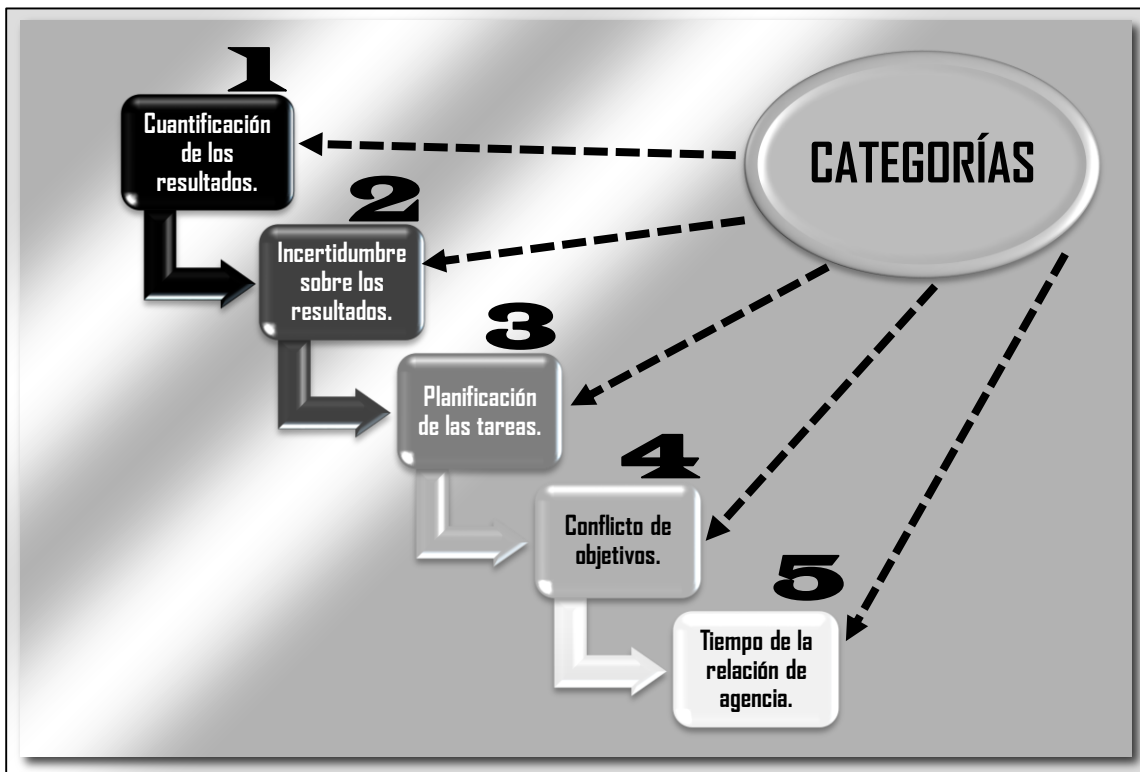 1
Cuantificación
de los
resultados.
CATEGORÍAS
2
Incertidumbre
sobre los
resultados.
3
Planificación
de las tareas.
4
Conflicto de
objetivos.
5
Tiempo de la
relación de
agencia.